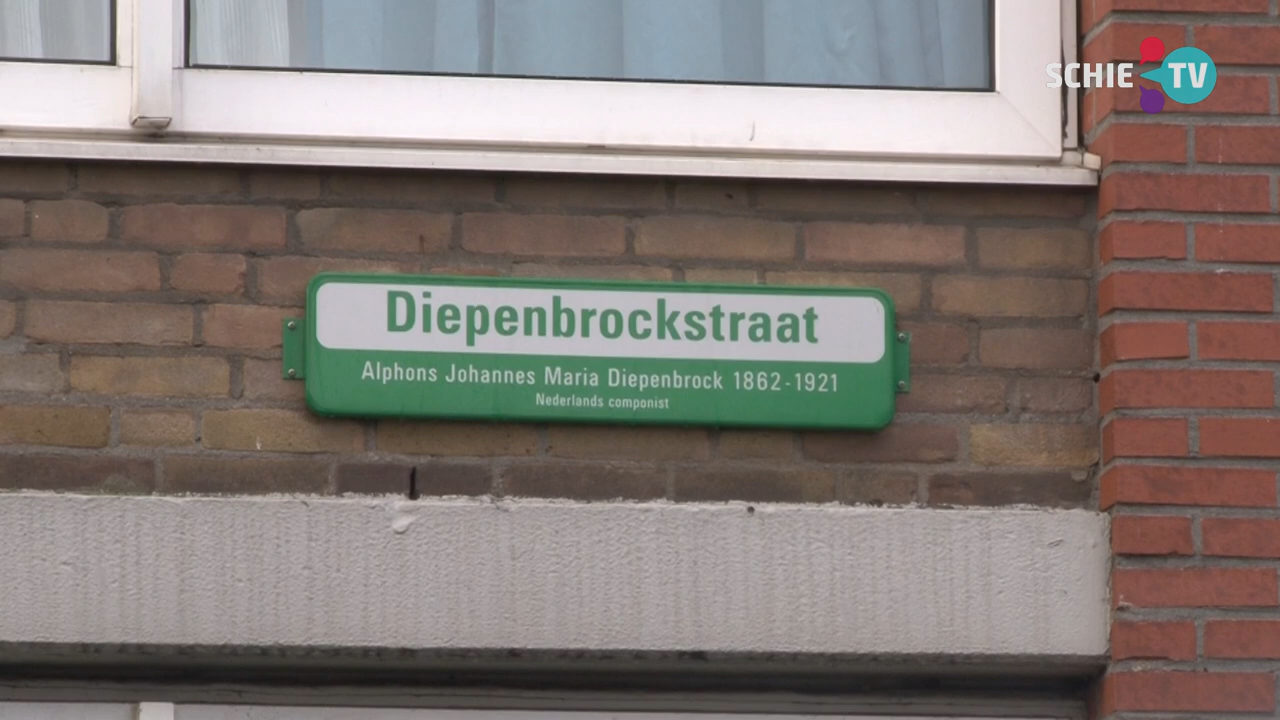 SCHIE TV
Diepenbrockstraat
Alphons Johannes Maria Diepenbrock 1862-1921
Nederlands componist